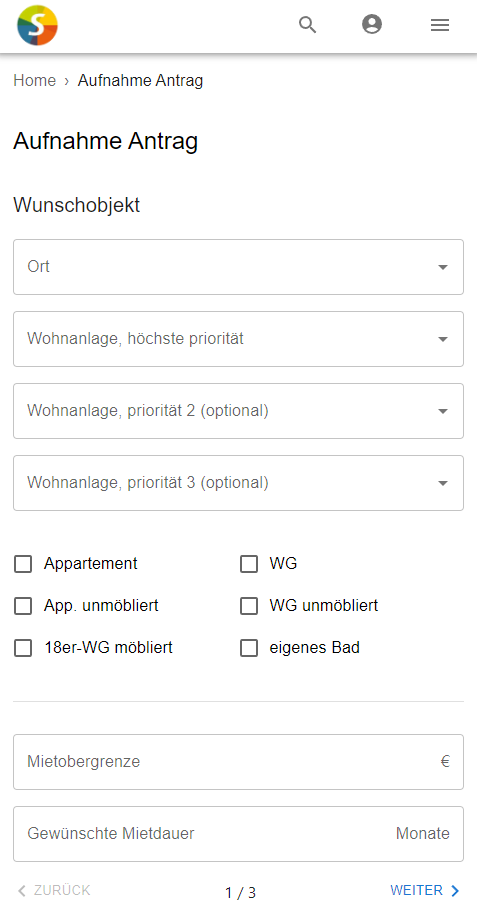 S
Home › Aufnahme Antrag
Aufnahme Antrag
Wunschobjekt
Ort
Wohnanlage, höchste priorität
Wohnanlage, priorität 2 (optional)
Wohnanlage, priorität 3 (optional)
Appartement WG
App. unmöbliert WG unmöbliert
18er-WG möbliert eigenes Bad
Mietobergrenze €
Gewünschte Mietdauer Monate
ZURÜCK 1 / 3 WEITER